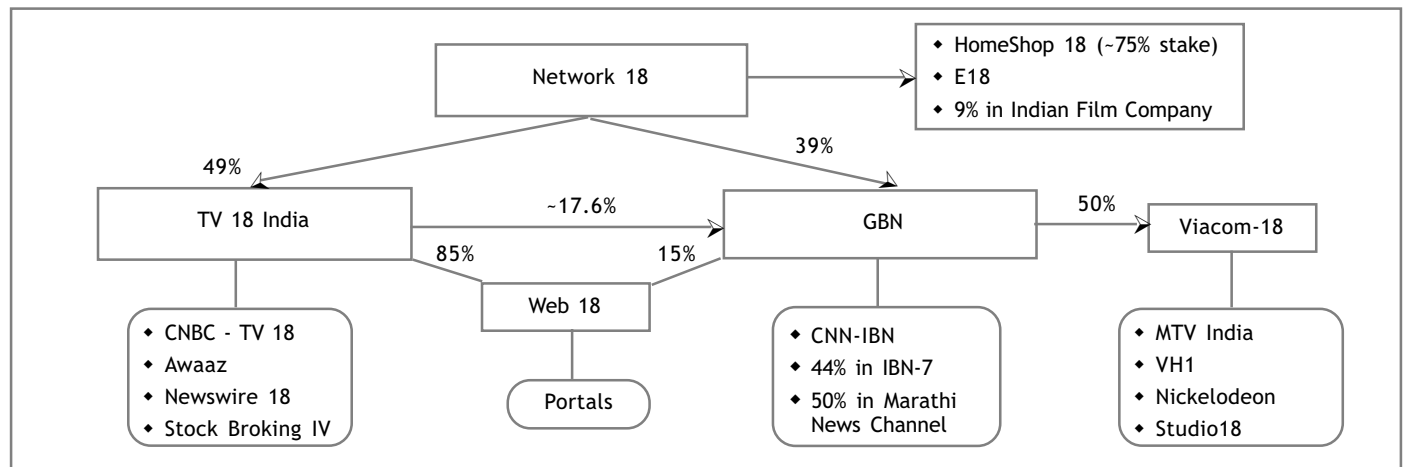 Network 18
◆ HomeShop 18 (~75% stake)
◆ E18
◆ 9% in Indian Film Company
49%
39%
TV 18 India
~17.6%
GBN
50%
Viacom-18
85%
15%
Web 18
◆ CNBC - TV 18
◆ Awaaz
◆ Newswire 18
◆ Stock Broking IV
Portals
◆ CNN-IBN
◆ 44% in IBN-7
◆ 50% in Marathi
News Channel
◆ MTV India
◆ VH1
◆ Nickelodeon
◆ Studio18